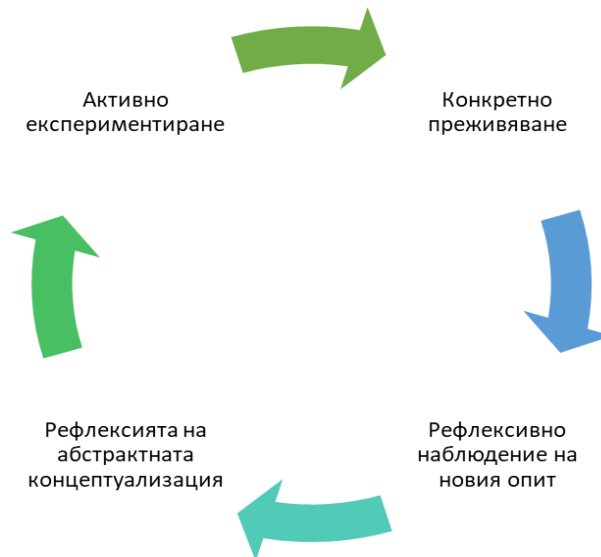 Активно
експериментиране
Конкретно
преживяване
Рефлексивно
наблюдение на
новия опит
Рефлексията на
абстрактната
концептуализация